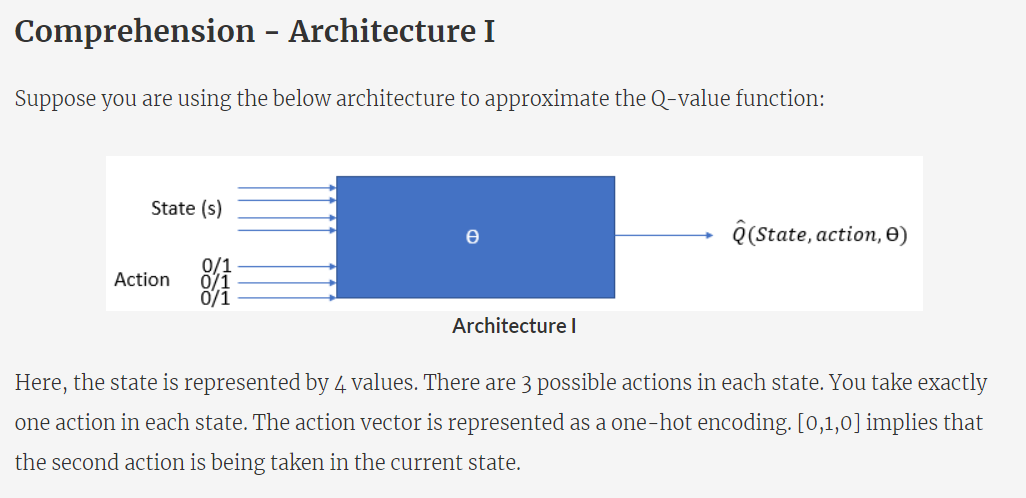 Comprehension - Architecture I
Suppose you are using the below architecture to approximate the Q-value function:
State (s)
Action
0/1
0/1
0/1
Ө
Q̂(State, action, Ө)
Architecture I
Here, the state is represented by 4 values. There are 3 possible actions in each state. You take exactly
one action in each state. The action vector is represented as a one-hot encoding. [0,1,0] implies that
the second action is being taken in the current state.